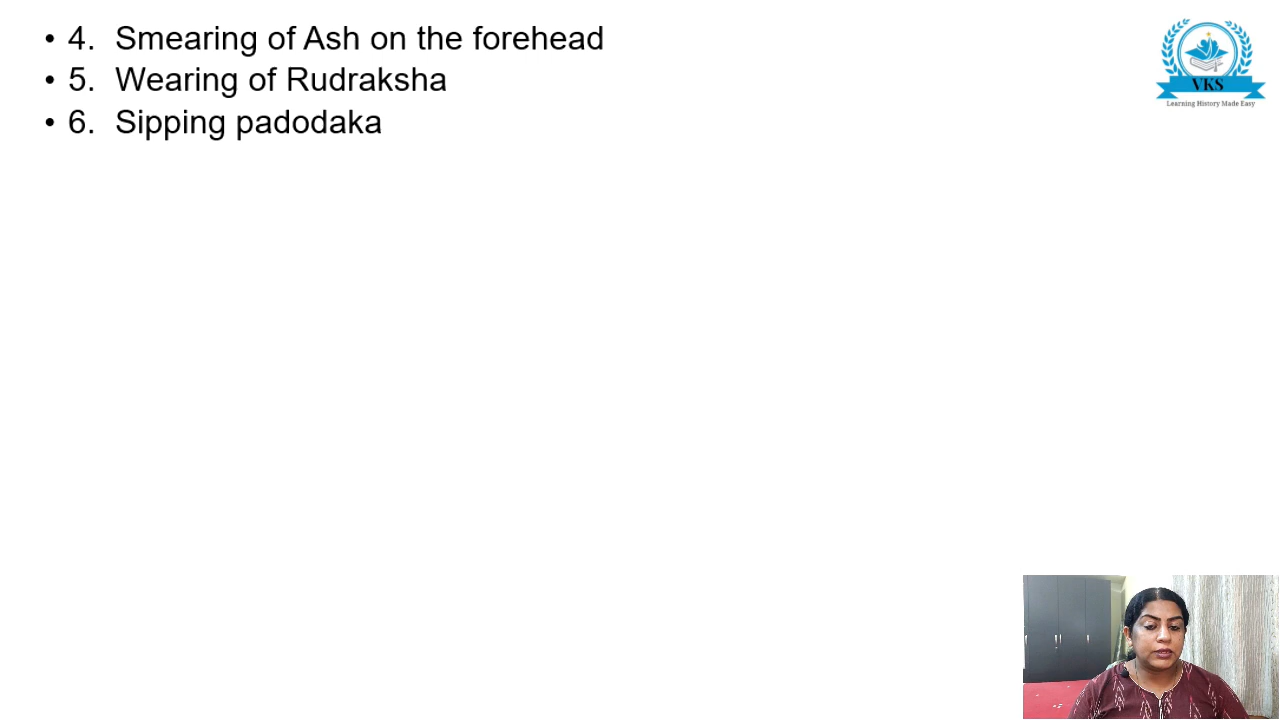 • 4. Smearing of Ash on the forehead
• 5. Wearing of Rudraksha
• 6. Sipping padodaka
VKS
Learning History Made Easy